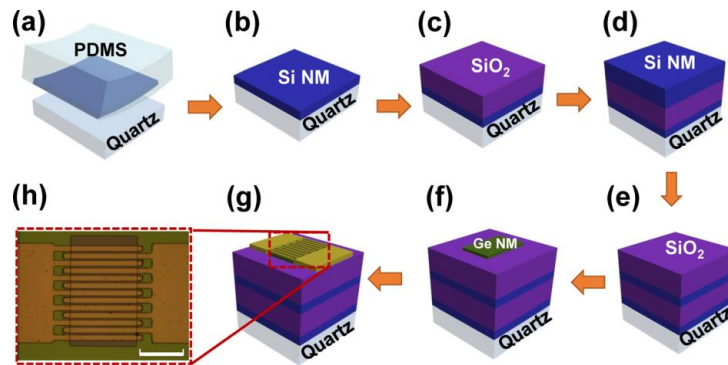 (a)
PDMS
Quartz
(b)
Si NM
Quartz
(c)
SiO2
Quartz
(d)
Si NM
Quartz
(h)
(g)
Quartz
(f)
Ge NM
Quartz
(e)
SiO2
Quartz